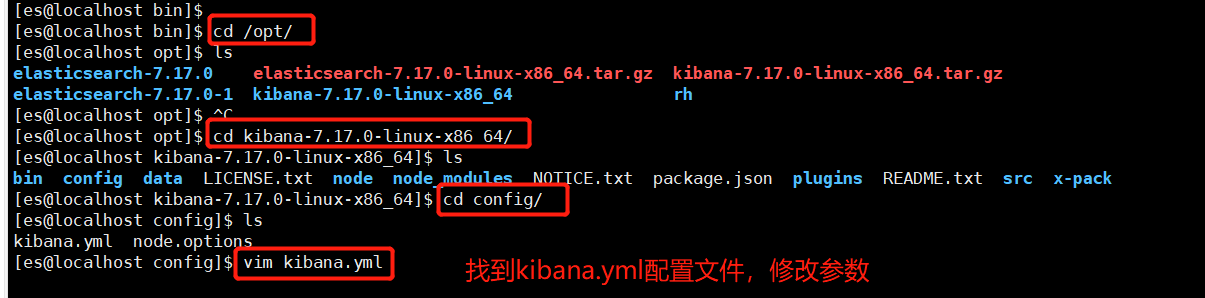 [es@localhost bin]$
[es@localhost bin]$ cd /opt/
[es@localhost opt]$ ls
elasticsearch-7.17.0    elasticsearch-7.17.0-linux-x86_64.tar.gz  kibana-7.17.0-linux-x86_64.tar.gz
elasticsearch-7.17.0-1  kibana-7.17.0-linux-x86_64                rh
[es@localhost opt]$ ^C
[es@localhost opt]$ cd kibana-7.17.0-linux-x86_64/
[es@localhost kibana-7.17.0-linux-x86_64]$ ls
bin  config  data  LICENSE.txt  node  node_modules  NOTICE.txt  package.json  plugins  README.txt  src  x-pack
[es@localhost kibana-7.17.0-linux-x86_64]$ cd config/
[es@localhost config]$ ls
kibana.yml  node.options
[es@localhost config]$ vim kibana.yml
找到kibana.yml配置文件，修改参数